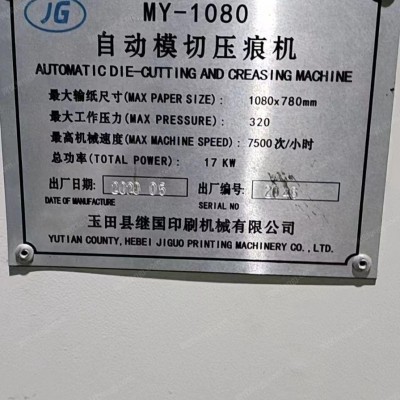 JG
MY-1080
自动模切压痕机
AUTOMATIC DIE-CUTTING AND CREASING MACHINE
最大输纸尺寸(MAX PAPER SIZE): 1080x780mm
最大工作压力(MAX PRESSURE): 320
最高机械速度(MAX MACHINE SPEED): 7500次/小时
总功率(TOTAL POWER): 17 KW
出厂日期: 出厂编号:
DATE OF MANUFACTURE SERIAL NO
玉田县继国印刷机械有限公司
YUTIAN COUNTY, HEBEI JIGUO PRINTING MACHINERY CO., LTD.